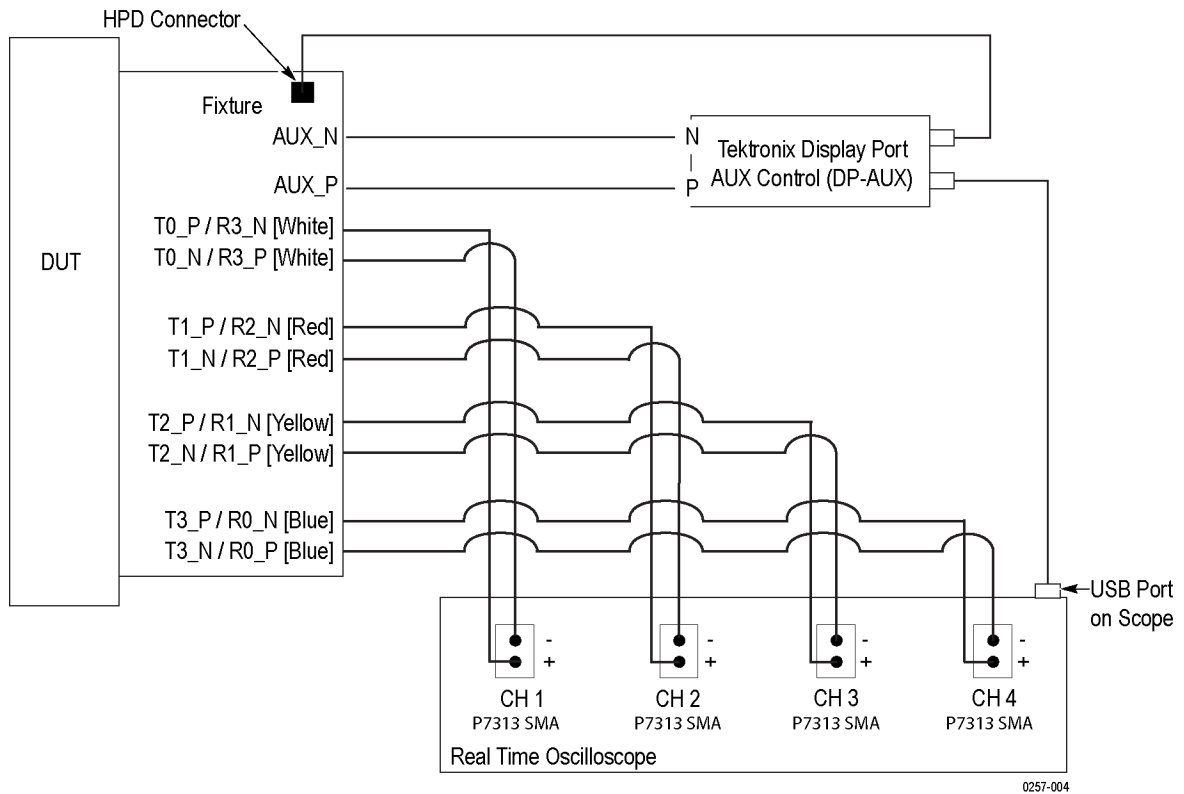 HPD Connector
Fixture
AUX_N
AUX_P
T0_P / R3_N [White]
T0_N / R3_P [White]
T1_P / R2_N [Red]
T1_N / R2_P [Red]
T2_P / R1_N [Yellow]
T2_N / R1_P [Yellow]
T3_P / R0_N [Blue]
T3_N / R0_P [Blue]
DUT
N
P
Tektronix Display Port
AUX Control (DP-AUX)
USB Port
on Scope
-
+
CH 1
P7313 SMA
-
+
CH 2
P7313 SMA
-
+
CH 3
P7313 SMA
-
+
CH 4
P7313 SMA
Real Time Oscilloscope
0257-004